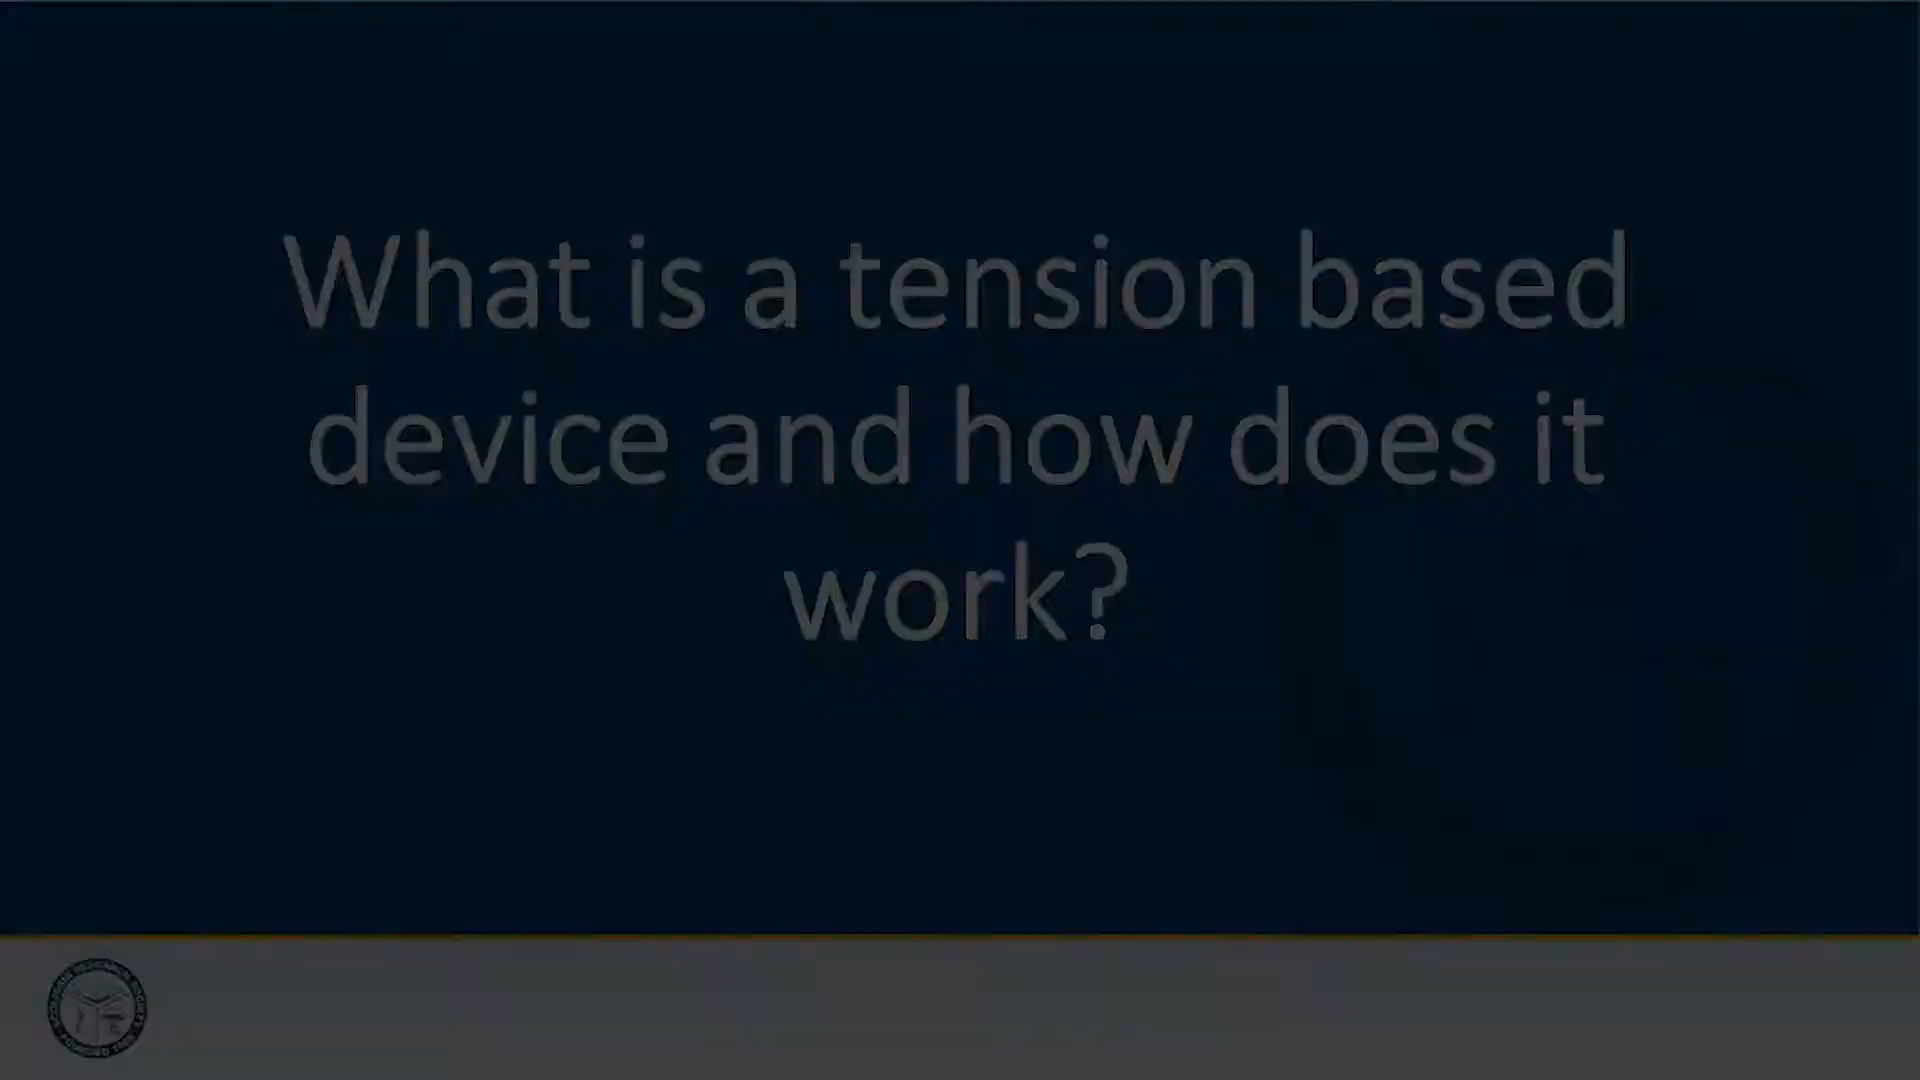 What is a tension based
device and how does it
work?